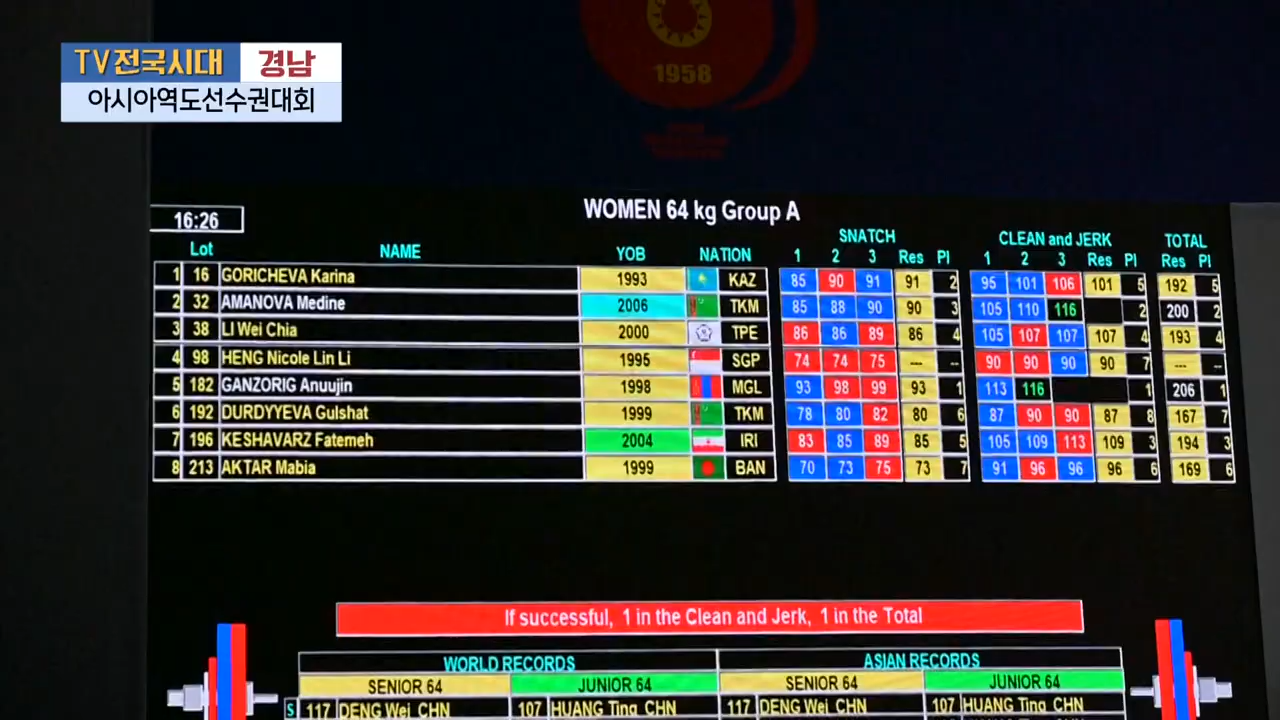 TV전국시대 경남
아시아역도선수권대회
1958
16:26
WOMEN 64 kg Group A
Lot NAME YOB NATION SNATCH 1 2 3 Res Pl CLEAN and JERK 1 2 3 Res Pl TOTAL Res Pl
1 16 GORICHEVA Karina 1993 KAZ 85 90 91 91 2 95 101 106 101 5 192 5
2 32 AMANOVA Medine 2006 TKM 85 88 90 90 3 105 110 116 2 200 2
3 38 LI Wei Chia 2000 TPE 86 86 89 86 4 105 107 107 107 4 193 4
4 98 HENG Nicole Lin Li 1995 SGP 74 74 75 --- -- 90 90 90 90 7 --- --
5 182 GANZORIG Anuujin 1998 MGL 93 98 99 93 1 113 116 1 206 1
6 192 DURDYYEVA Gulshat 1999 TKM 78 80 82 80 6 87 90 90 87 8 167 7
7 196 KESHAVARZ Fatemeh 2004 IRI 83 85 89 85 5 105 109 113 109 3 194 3
8 213 AKTAR Mabia 1999 BAN 70 73 75 73 7 91 96 96 96 6 169 6
If successful, 1 in the Clean and Jerk, 1 in the Total
WORLD RECORDS ASIAN RECORDS
SENIOR 64 JUNIOR 64 SENIOR 64 JUNIOR 64
S 117 DENG Wei CHN 107 HUANG Ting CHN 117 DENG Wei CHN 107 HUANG Ting CHN